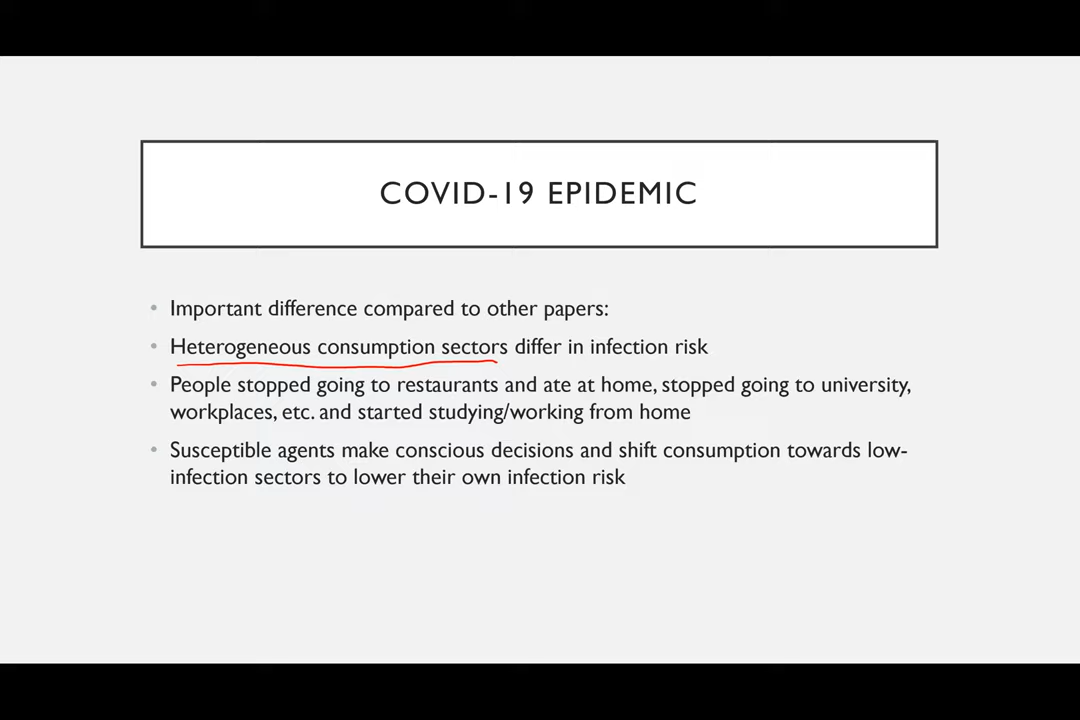 COVID-19 EPIDEMIC
• Important difference compared to other papers:
• Heterogeneous consumption sectors differ in infection risk
• People stopped going to restaurants and ate at home, stopped going to university,
workplaces, etc. and started studying/working from home
• Susceptible agents make conscious decisions and shift consumption towards low-
infection sectors to lower their own infection risk